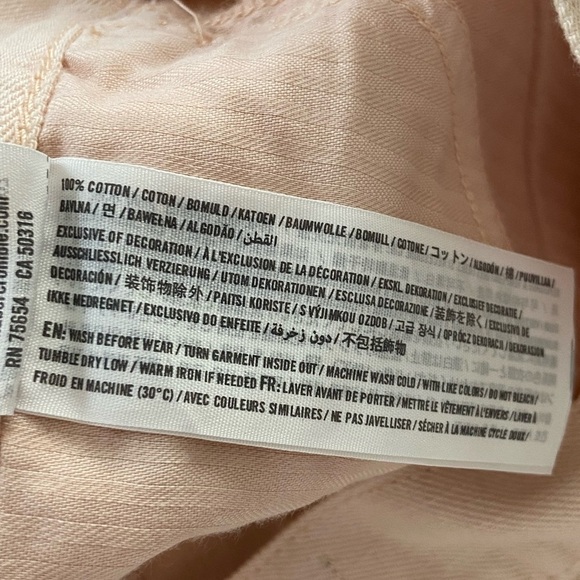 RN 75654 CA 50316
100% COTTON / COTON / BOMULD / KATOEN / BAUMWOLLE / BOMULL / COTONE / コットン / ALGODÓN / 棉 / PUUVILLAA /
BAVLNA / 면 / BAWEŁNA / ALGODÃO / القطن /
EXCLUSIVE OF DECORATION / À L'EXCLUSION DE LA DÉCORATION / EKSKL. DEKORATION / EXCLUSIEF DECORATIE /
AUSSCHLIESSLICH VERZIERUNG / UTOM DEKORATIONEN / ESCLUSA DECORAZIONE / 装飾を除く / EXCLUSIVO DE
DECORACIÓN / 装饰物除外 / PAITSI KORISTE / S VÝJIMKOU OZDOB / 고급 장식 / OPRÓCZ DEKORACJI / DEKORASJON
IKKE MEDREGNET / EXCLUSIVO DO ENFEITE / دون زخرفة / 不包括飾物
EN: WASH BEFORE WEAR / TURN GARMENT INSIDE OUT / MACHINE WASH COLD / WITH LIKE COLORS / DO NOT BLEACH /
TUMBLE DRY LOW / WARM IRON IF NEEDED FR: LAVER AVANT DE PORTER / METTRE LE VÊTEMENT À L'ENVERS / LAVER À
FROID EN MACHINE (30°C) / AVEC COULEURS SIMILAIRES / NE PAS JAVELLISER / SÉCHER À LA MACHINE CYCLE DOUX /